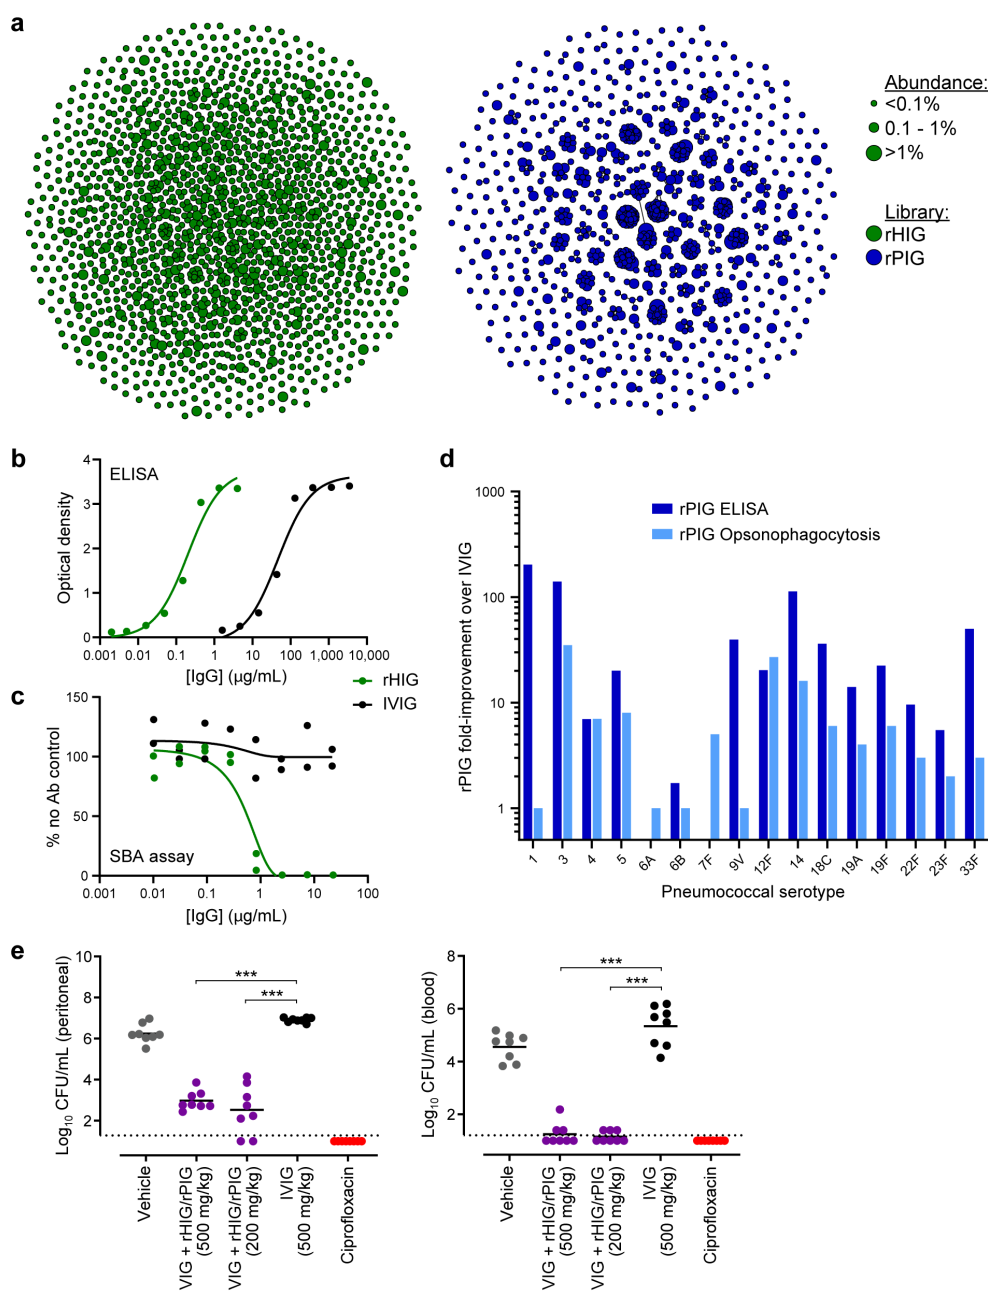 a
Abundance:
<0.1%
0.1 - 1%
>1%
Library:
rHIG
rPIG
b
ELISA
Optical density
4
3
2
1
0
0.001 0.01 0.1 1 10 100 1,000 10,000
[IgG] (µg/mL)
rHIG
IVIG
c
% no Ab control
150
100
50
0
SBA assay
0.01 0.1 1 10 100
[IgG] (µg/mL)
d
rPIG fold-improvement over IVIG
1000
100
10
1
rPIG ELISA
rPIG Opsonophagocytosis
1 3 4 5 6A 6B 7F 9V 12F 14 18C 19A 19F 22F 23F 33F
Pneumococcal serotype
e
Log10 CFU/mL (peritoneal)
10
8
6
4
2
***
***
Vehicle
VIG + rHIG/rPIG
(500 mg/kg)
VIG + rHIG/rPIG
(200 mg/kg)
IVIG
(500 mg/kg)
Ciprofloxacin
Log10 CFU/mL (blood)
8
6
4
2
***
***
Vehicle
VIG + rHIG/rPIG
(500 mg/kg)
VIG + rHIG/rPIG
(200 mg/kg)
IVIG
(500 mg/kg)
Ciprofloxacin